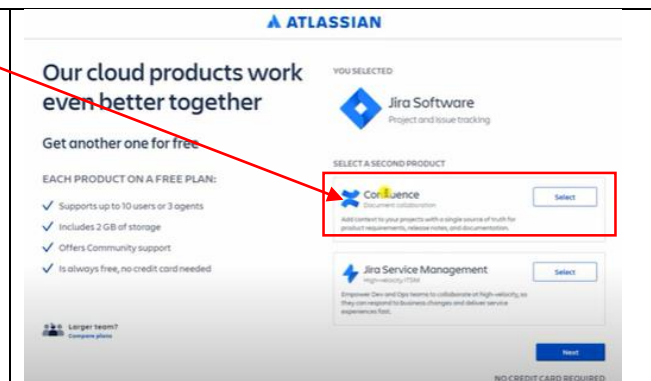 ATLASSIAN
Our cloud products work
even better together
Get another one for free
EACH PRODUCT ON A FREE PLAN:
Supports up to 10 users or 3 agents
Includes 2 GB of storage
Offers Community support
Is always free, no credit card needed
Larger team?
Compare plans
YOU SELECTED
Jira Software
Project and issue tracking
SELECT A SECOND PRODUCT
Confluence
Document collaboration
Select
Add context to your projects with a single source of truth for
product requirements, release notes, and documentation.
Jira Service Management
High-velocity ITSM
Select
Empower Dev and Ops teams to collaborate at high-velocity, so
they can respond to business changes and deliver service
experiences fast.
Next
NO CREDIT CARD REQUIRED